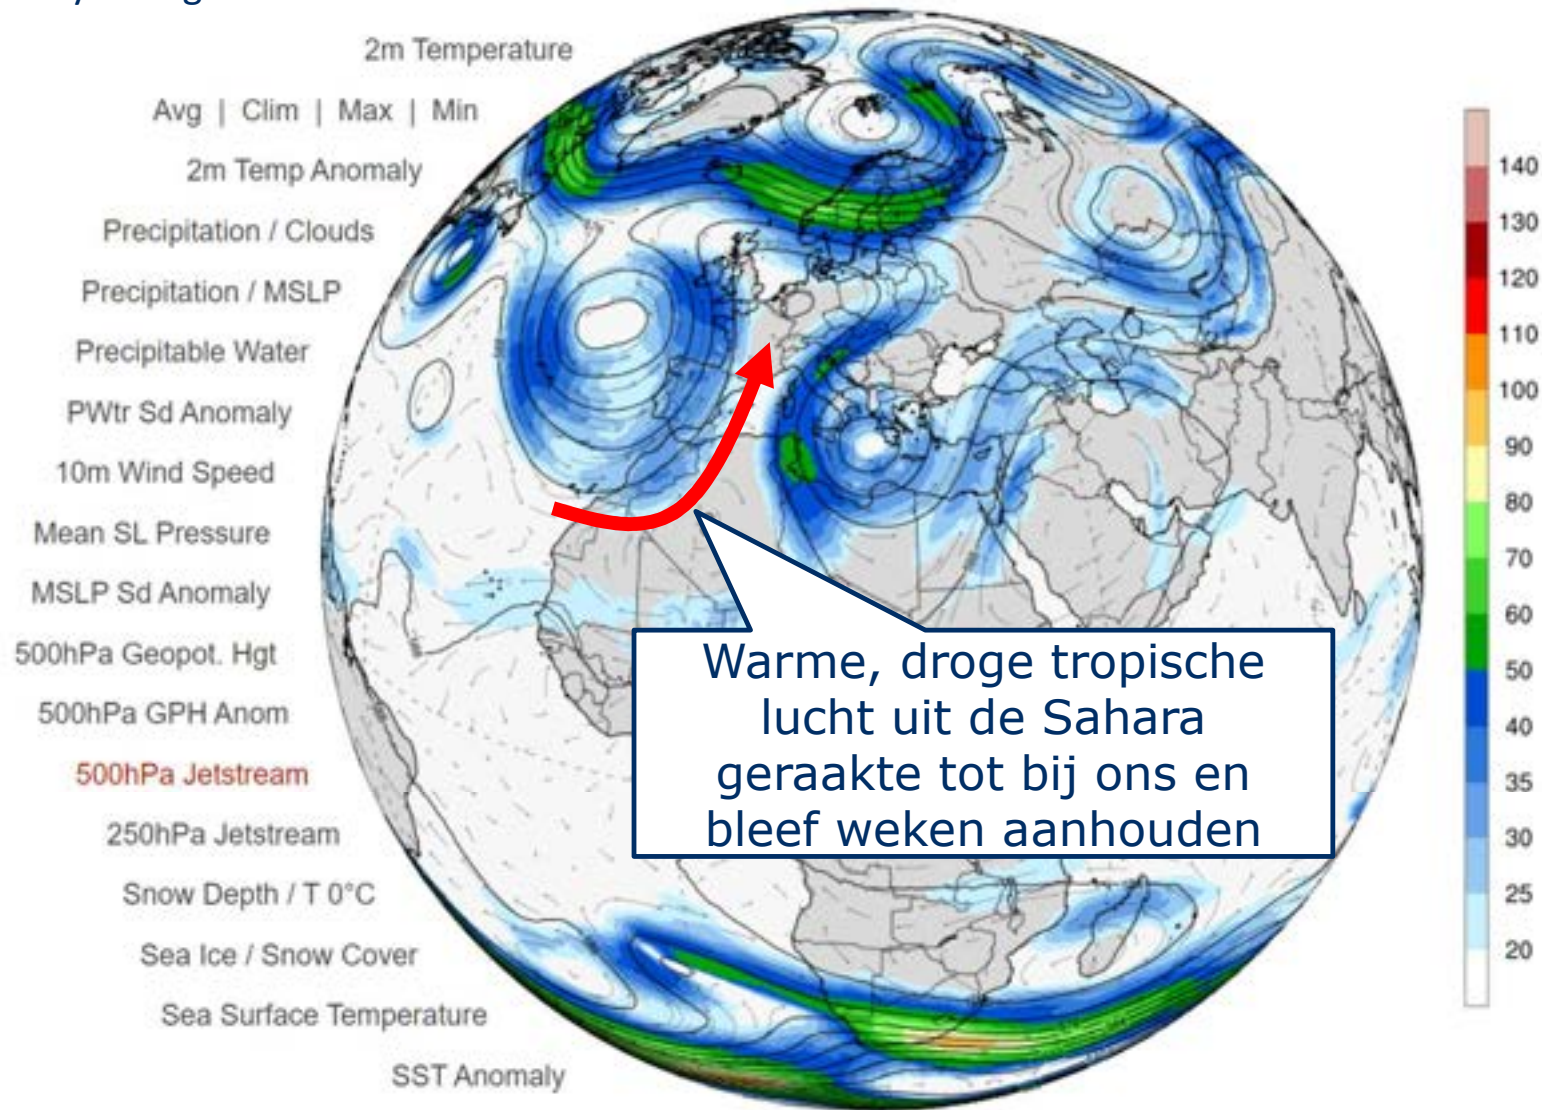 2m Temperature
Avg | Clim | Max | Min
2m Temp Anomaly
Precipitation / Clouds
Precipitation / MSLP
Precipitable Water
PWtr Sd Anomaly
10m Wind Speed
Mean SL Pressure
MSLP Sd Anomaly
500hPa Geopot. Hgt
500hPa GPH Anom
500hPa Jetstream
250hPa Jetstream
Snow Depth / T 0°C
Sea Ice / Snow Cover
Sea Surface Temperature
SST Anomaly
Warme, droge tropische
lucht uit de Sahara
geraakte tot bij ons en
bleef weken aanhouden
140
130
120
110
100
90
80
70
60
50
40
35
30
25
20